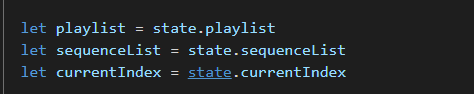 let playlist = state.playlist
let sequenceList = state.sequenceList
let currentIndex = state.currentIndex